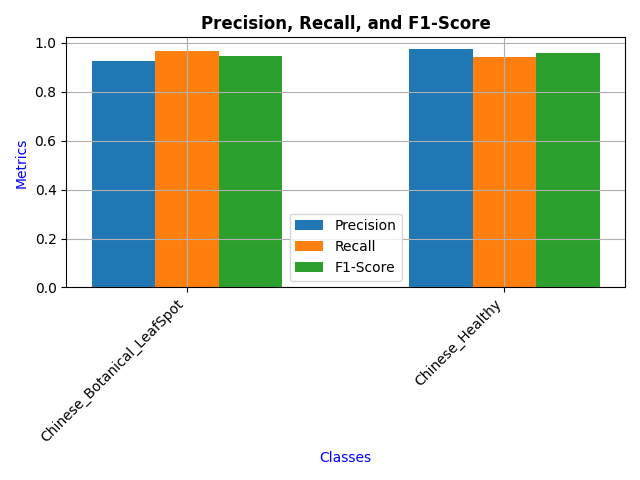 Precision, Recall, and F1-Score
Metrics
1.0
0.8
0.6
0.4
0.2
0.0
Precision
Recall
F1-Score
Chinese_Botanical_LeafSpot
Chinese_Healthy
Classes